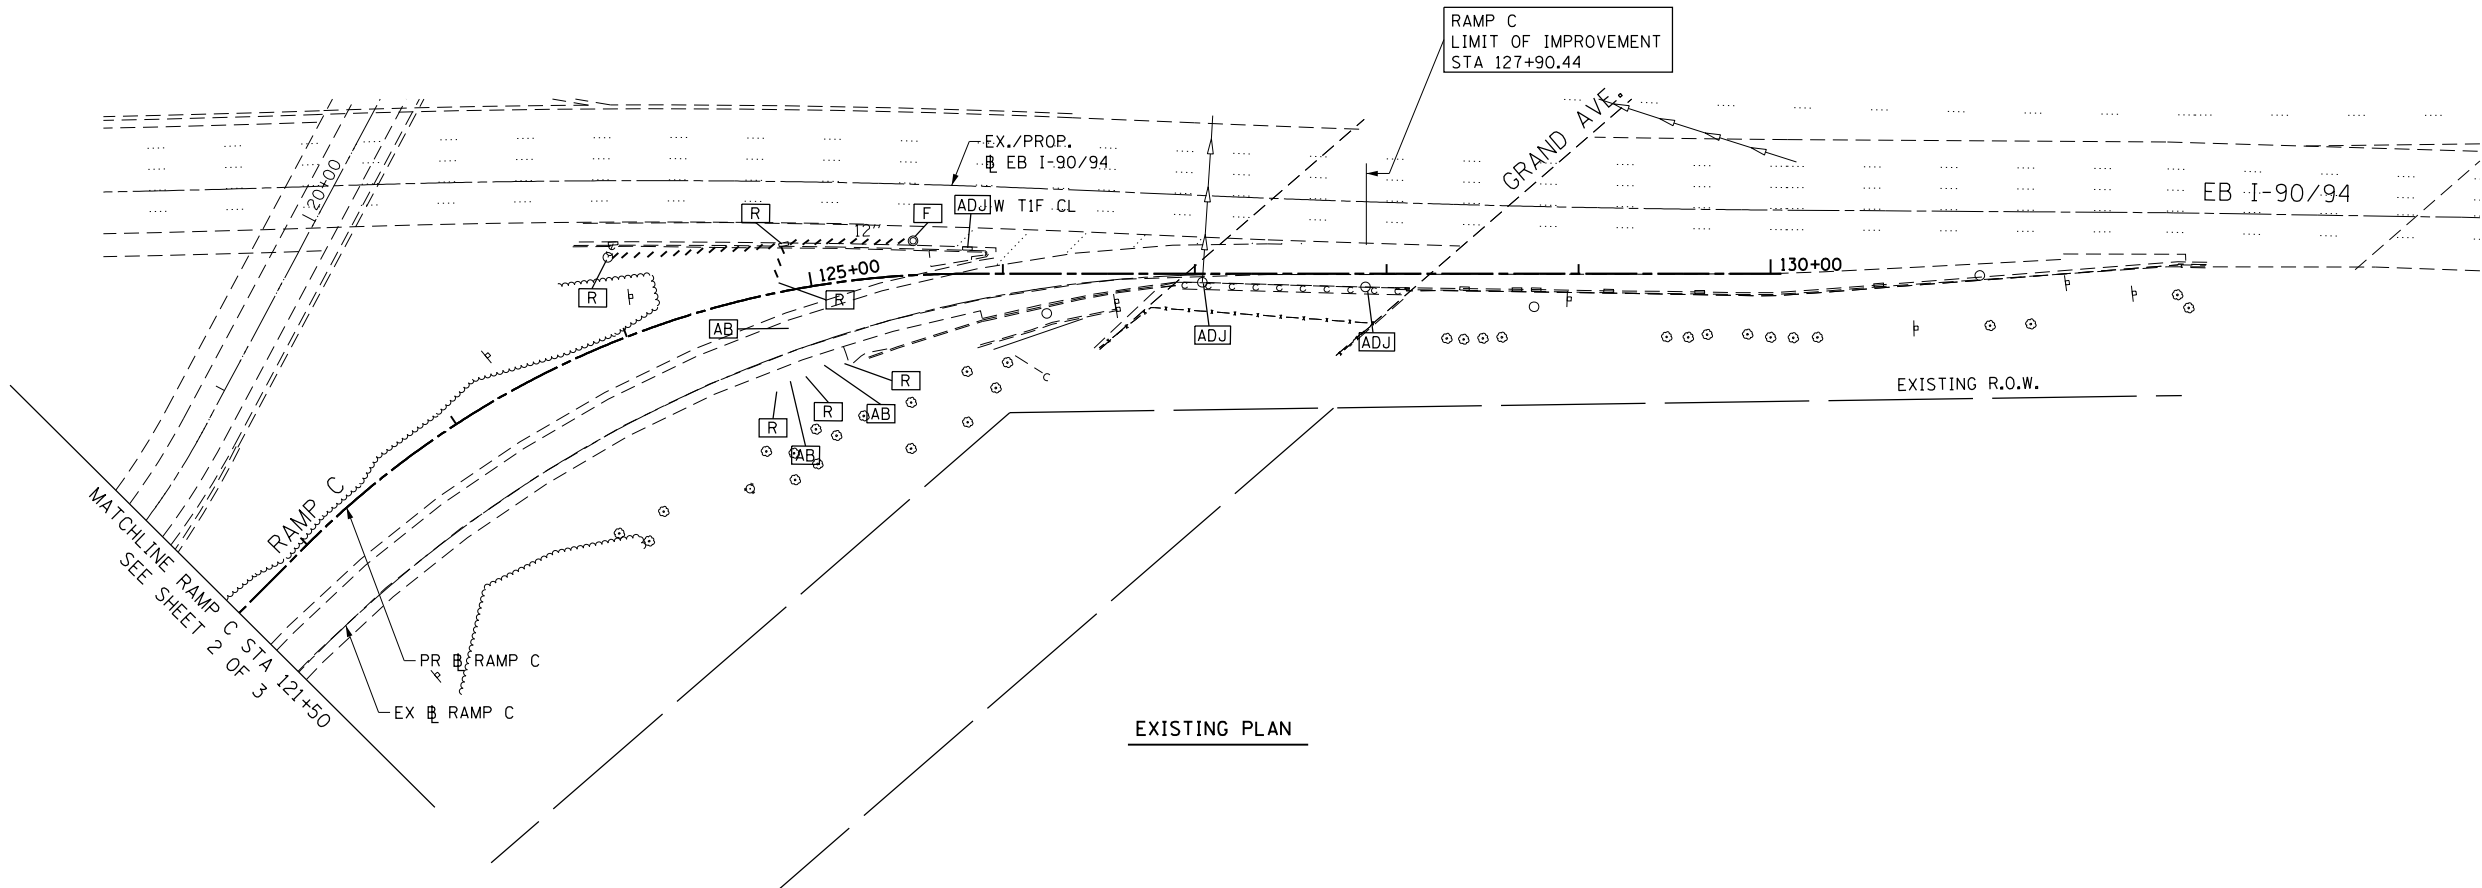 RAMP C
LIMIT OF IMPROVEMENT
STA 127+90.44
GRAND AVE.
EX./PROP.
℄ EB I-90/94
EB I-90/94
120+00
R
F
ADJ W T1F CL
12"
125+00
130+00
R
R
AB
ADJ
ADJ
R
R
AB
R
AB
EXISTING R.O.W.
RAMP C
MATCHLINE RAMP C STA 121+50
SEE SHEET 2 OF 3
PR ℄ RAMP C
EX ℄ RAMP C
EXISTING PLAN